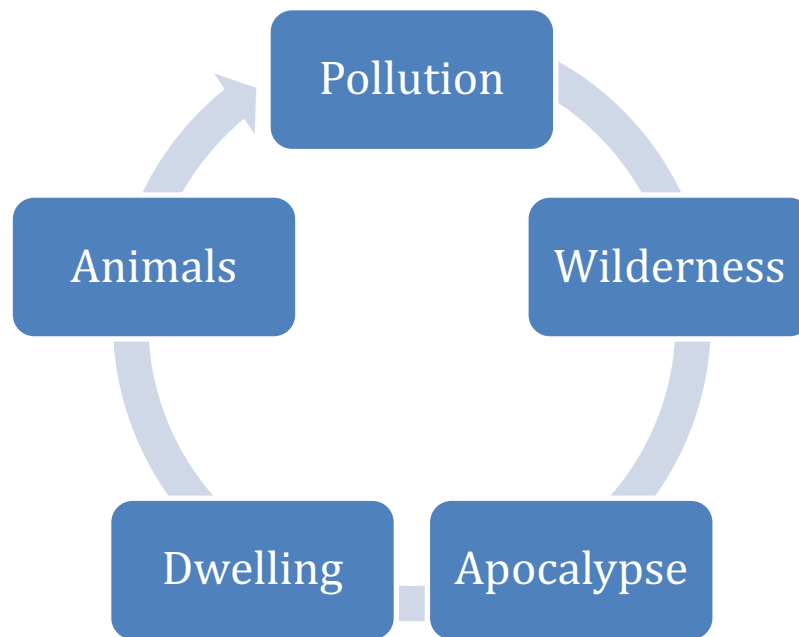 Pollution
Wilderness
Apocalypse
Dwelling
Animals